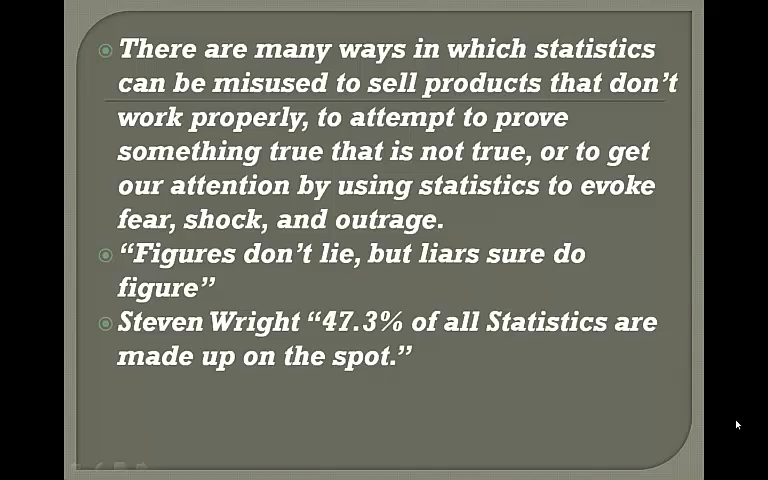 There are many ways in which statistics
can be misused to sell products that don't
work properly, to attempt to prove
something true that is not true, or to get
our attention by using statistics to evoke
fear, shock, and outrage.
“Figures don't lie, but liars sure do
figure”
Steven Wright “47.3% of all Statistics are
made up on the spot.”